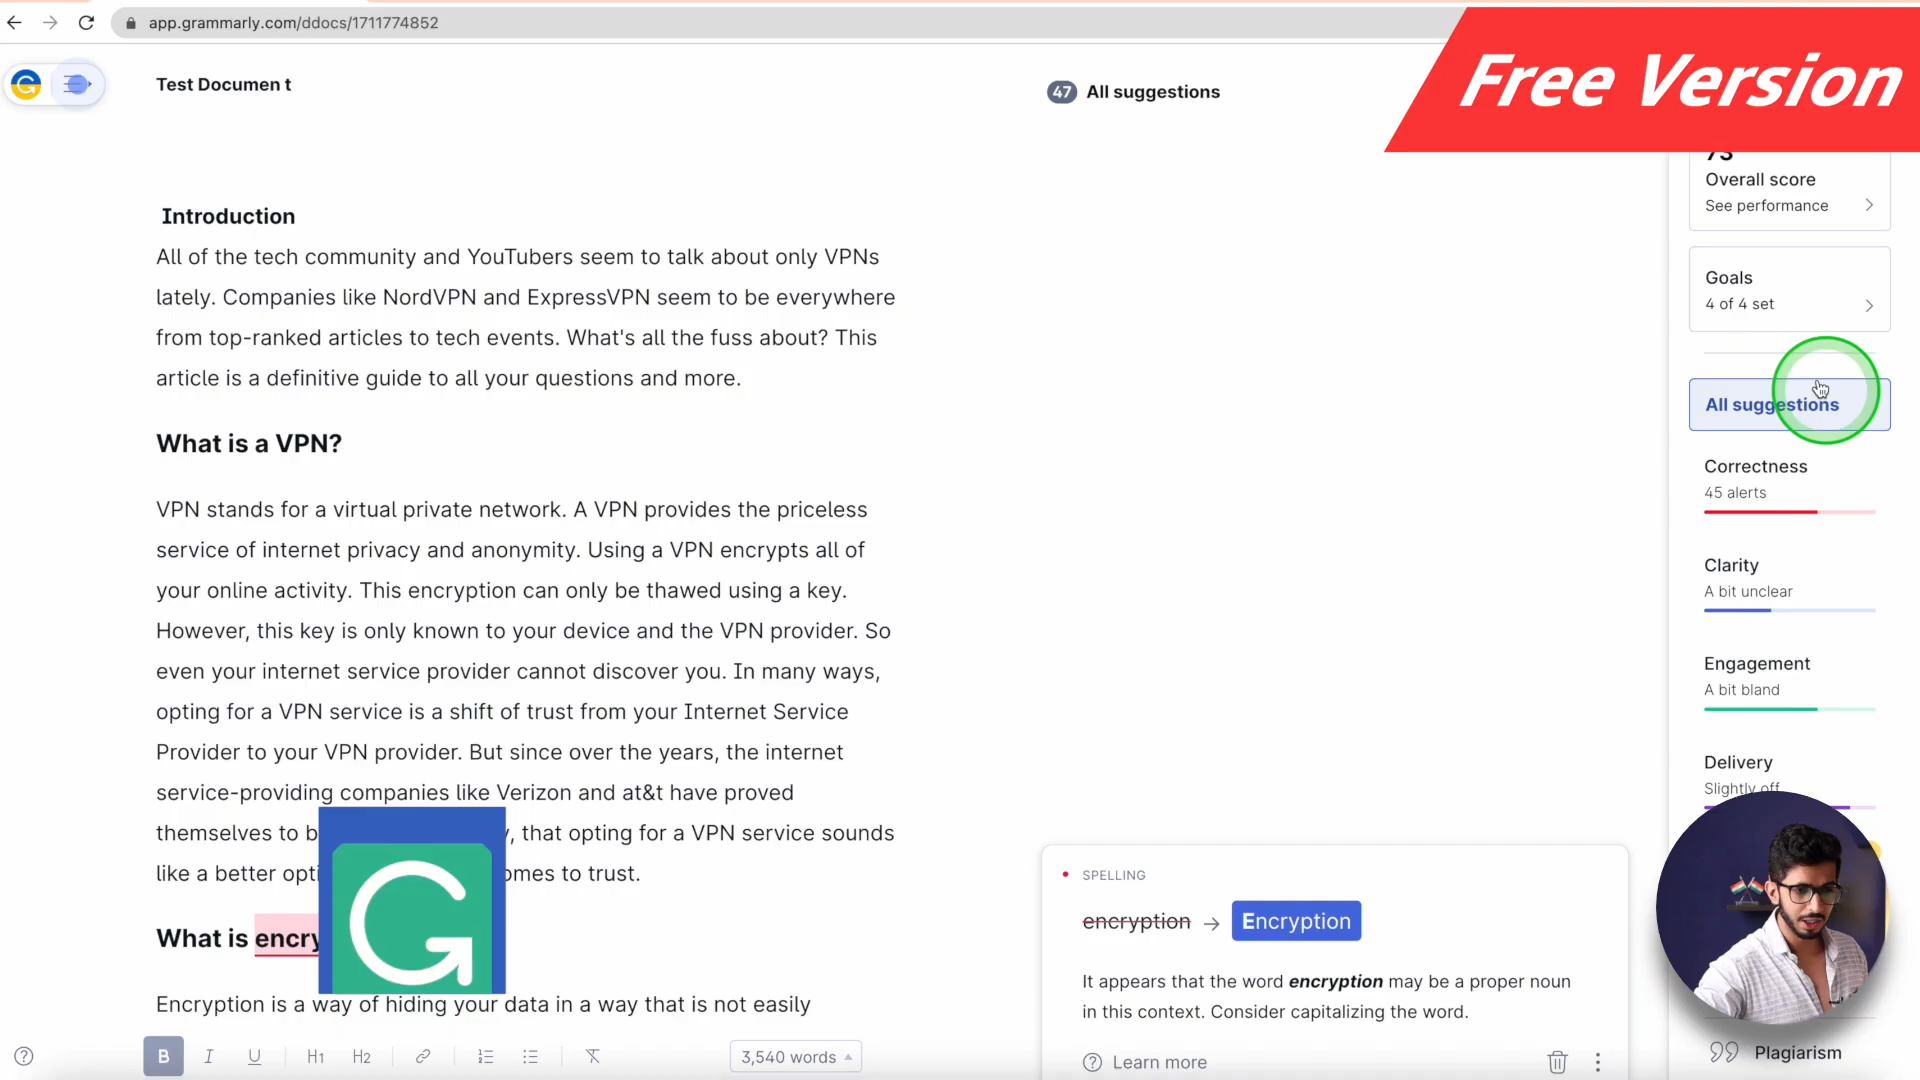 app.grammarly.com/ddocs/1711774852
Free Version
Test Documen t
47 All suggestions
Introduction
All of the tech community and YouTubers seem to talk about only VPNs
lately. Companies like NordVPN and ExpressVPN seem to be everywhere
from top-ranked articles to tech events. What's all the fuss about? This
article is a definitive guide to all your questions and more.
What is a VPN?
VPN stands for a virtual private network. A VPN provides the priceless
service of internet privacy and anonymity. Using a VPN encrypts all of
your online activity. This encryption can only be thawed using a key.
However, this key is only known to your device and the VPN provider. So
even your internet service provider cannot discover you. In many ways,
opting for a VPN service is a shift of trust from your Internet Service
Provider to your VPN provider. But since over the years, the internet
service-providing companies like Verizon and at&t have proved
themselves to that opting for a VPN service sounds
like a better to trust.
What is
Encryption is a way of hiding your data in a way that is not easily
B I U H1 H2
3,540 words
SPELLING
encryption → Encryption
It appears that the word encryption may be a proper noun
in this context. Consider capitalizing the word.
Learn more
Overall score
See performance
Goals
4 of 4 set
All suggestions
Correctness
45 alerts
Clarity
A bit unclear
Engagement
A bit bland
Delivery
Slightly off
Plagiarism